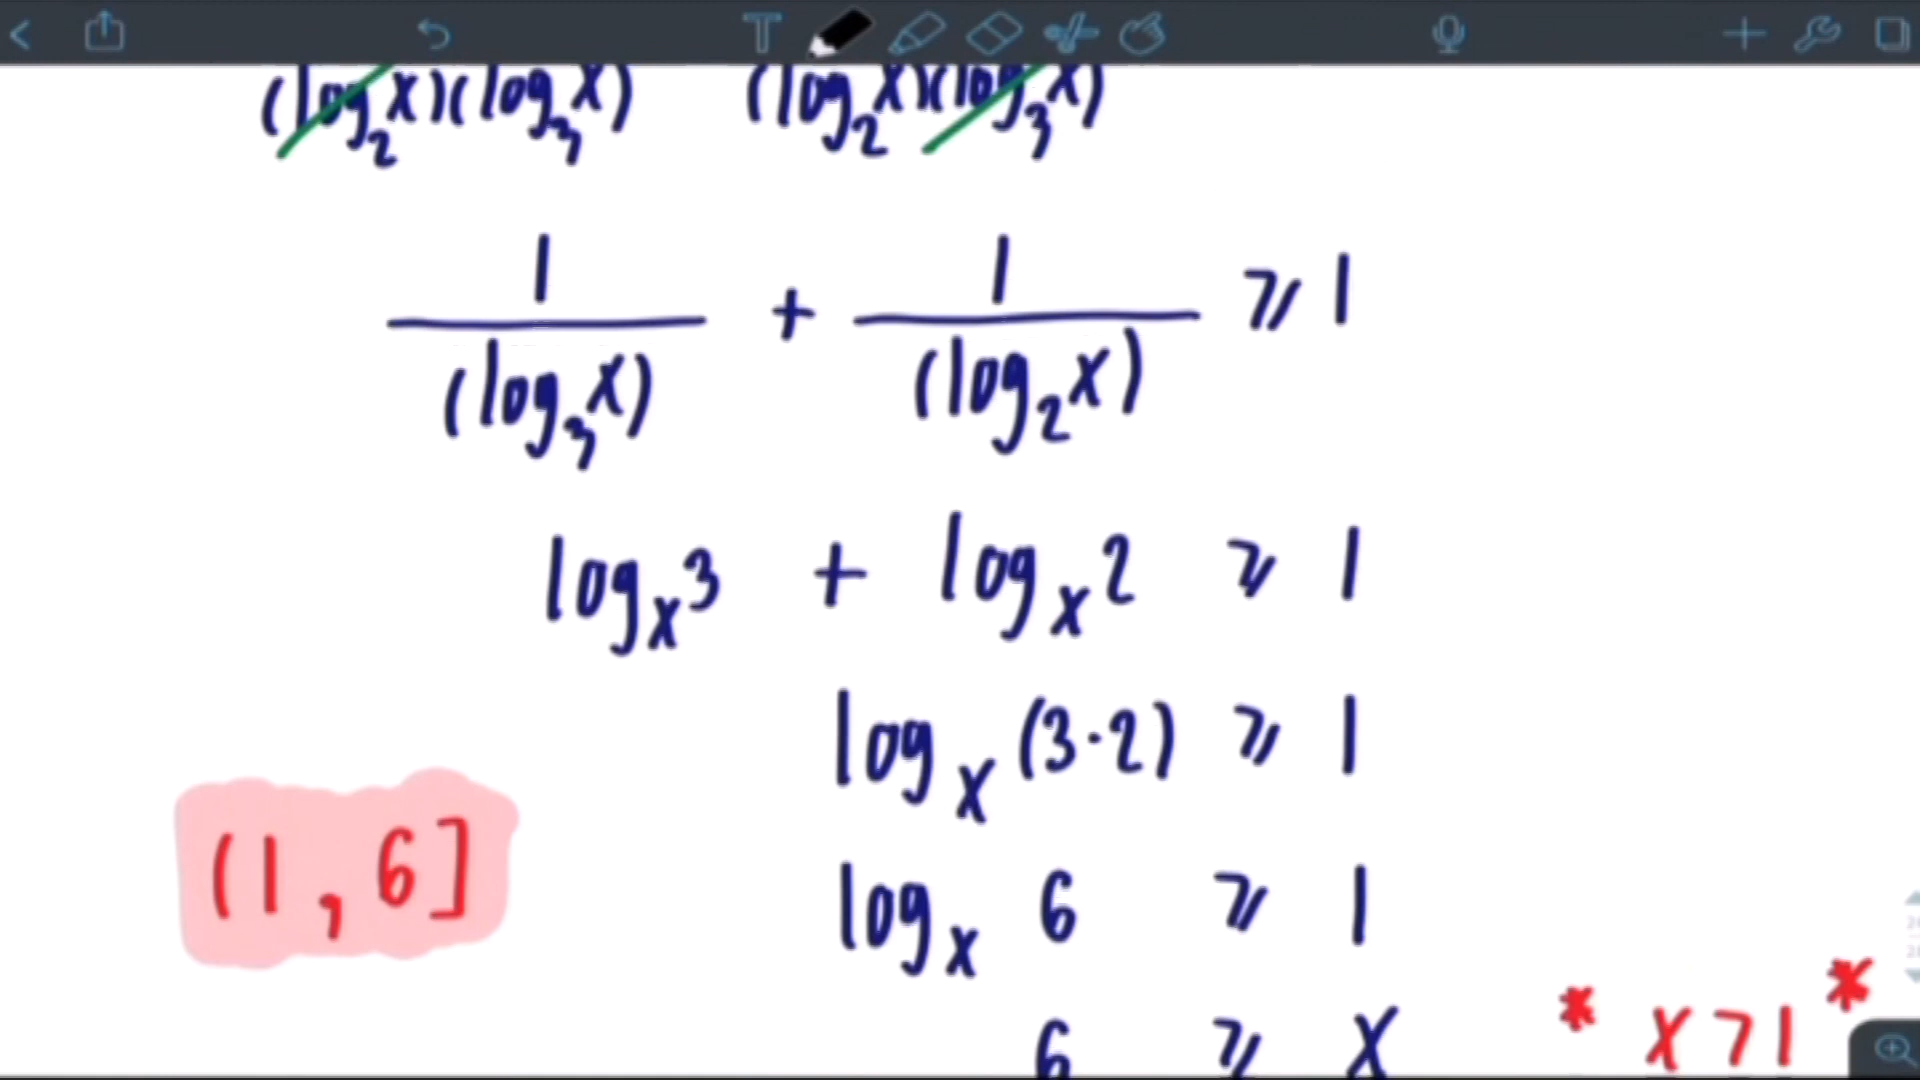 (log₂x)(log₃x) (log₂x)(log₃x)
1/(log₃x) + 1/(log₂x) ⩾ 1
logₓ3 + logₓ2 ⩾ 1
logₓ(3·2) ⩾ 1
(1, 6]
logₓ 6 ⩾ 1
6 ⩾ x * x>1 *